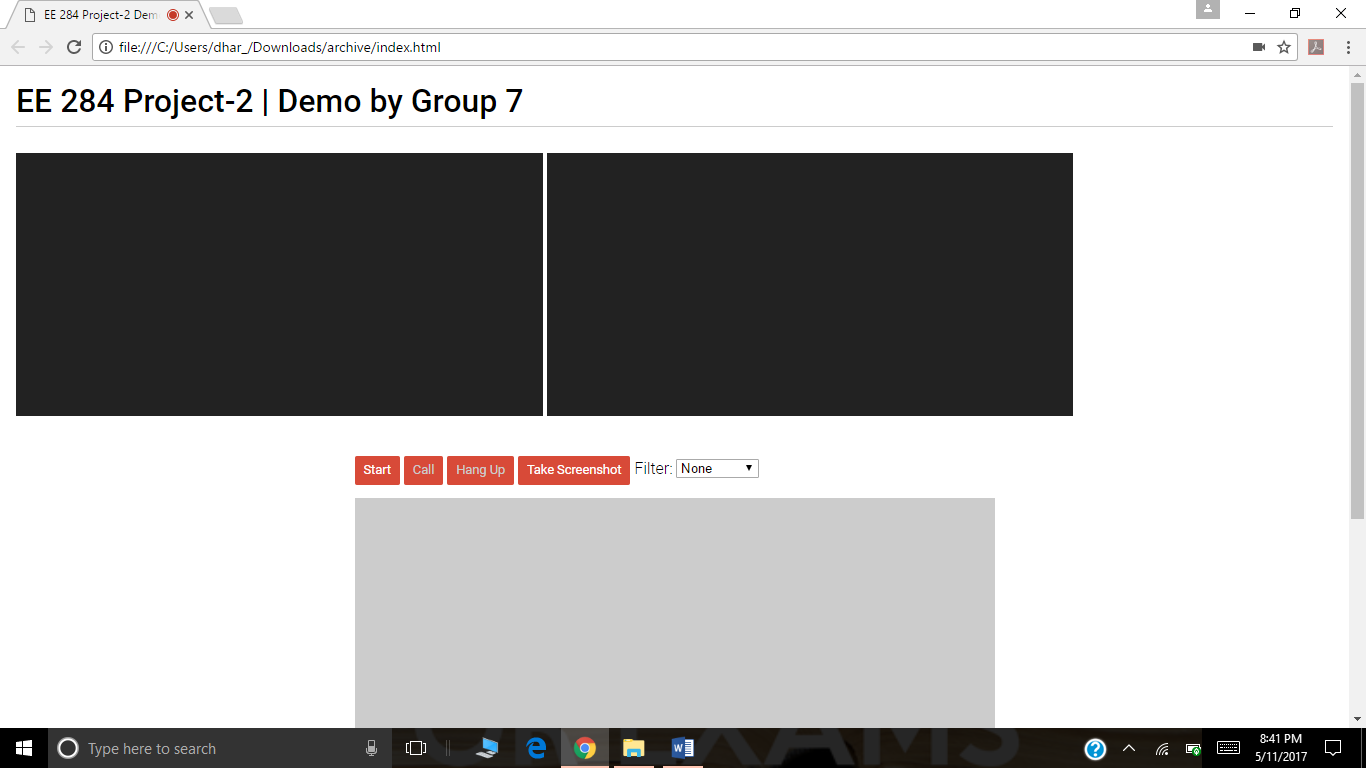 EE 284 Project-2 Dem
file:///C:/Users/dhar_/Downloads/archive/index.html
EE 284 Project-2 | Demo by Group 7
Start Call Hang Up Take Screenshot Filter: None
Type here to search
8:41 PM
5/11/2017